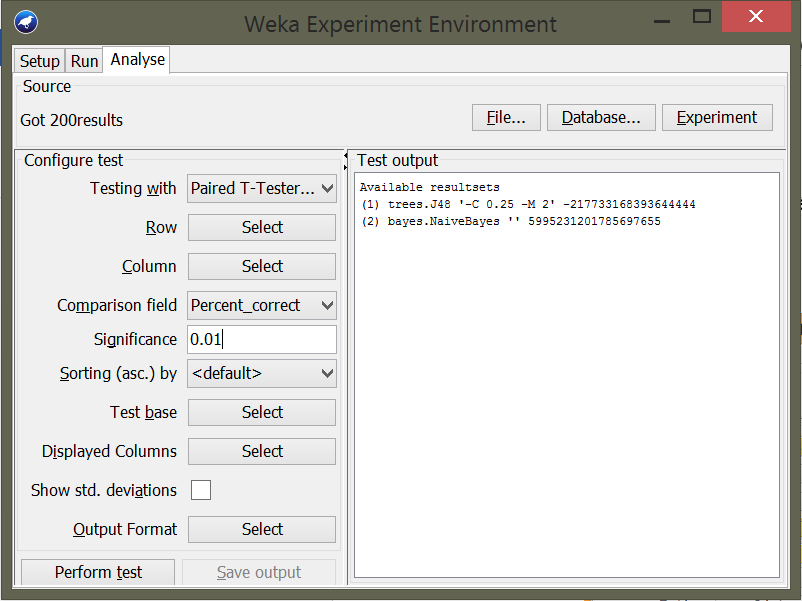 Weka Experiment Environment
Setup Run Analyse
Source
Got 200results
File... Database... Experiment
Configure test
Testing with Paired T-Tester...
Row Select
Column Select
Comparison field Percent_correct
Significance 0.01
Sorting (asc.) by <default>
Test base Select
Displayed Columns Select
Show std. deviations
Output Format Select
Perform test Save output
Test output
Available resultsets
(1) trees.J48 '-C 0.25 -M 2' -217733168393644444
(2) bayes.NaiveBayes '' 5995231201785697655